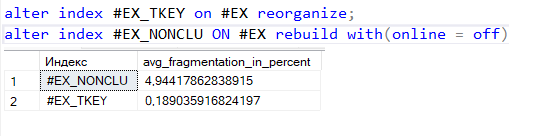 alter index #EX_TKEY on #EX reorganize;
alter index #EX_NONCLU ON #EX rebuild with(online = off)
Индекс avg_fragmentation_in_percent
1 #EX_NONCLU 4,94417862838915
2 #EX_TKEY 0,189035916824197